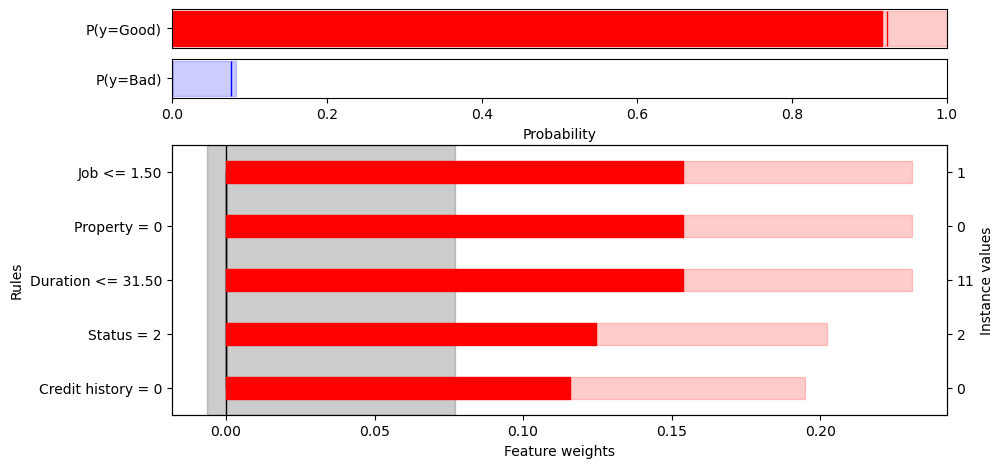 P(y=Good)
P(y=Bad)
0.0 0.2 0.4 0.6 0.8 1.0
Probability
Job <= 1.50 1
Property = 0 0
Duration <= 31.50 11
Status = 2 2
Credit history = 0 0
Rules
Instance values
0.00 0.05 0.10 0.15 0.20
Feature weights